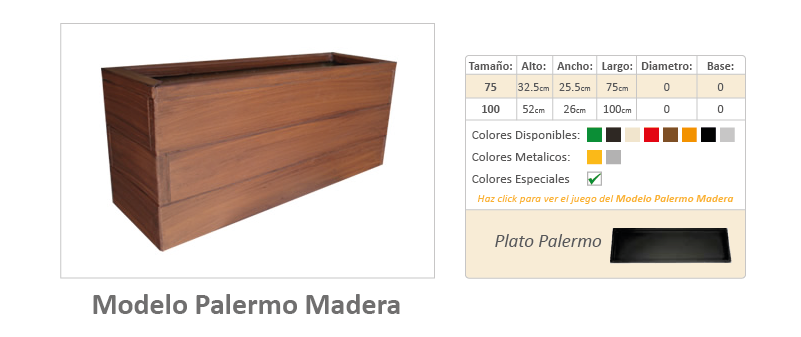 Tamaño: Alto: Ancho: Largo: Diametro: Base:
75 32.5cm 25.5cm 75cm 0 0
100 52cm 26cm 100cm 0 0
Colores Disponibles:
Colores Metalicos:
Colores Especiales
Haz click para ver el juego del Modelo Palermo Madera
Plato Palermo
Modelo Palermo Madera